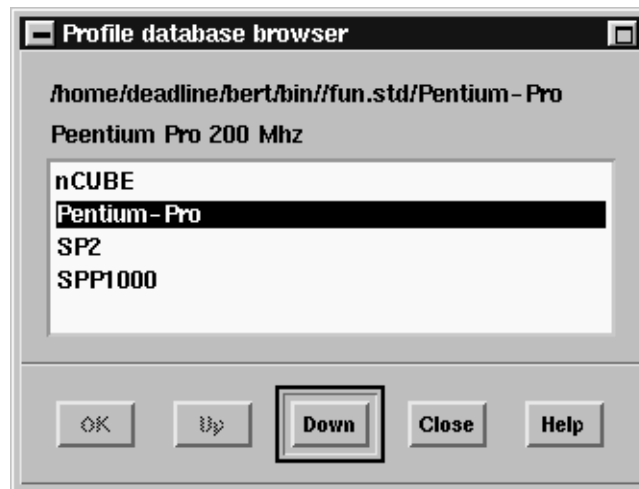 Profile database browser
/home/deadline/bert/bin//fun.std/Pentium-Pro
Peentium Pro 200 Mhz
nCUBE
Pentium-Pro
SP2
SPP1000
OK Up Down Close Help